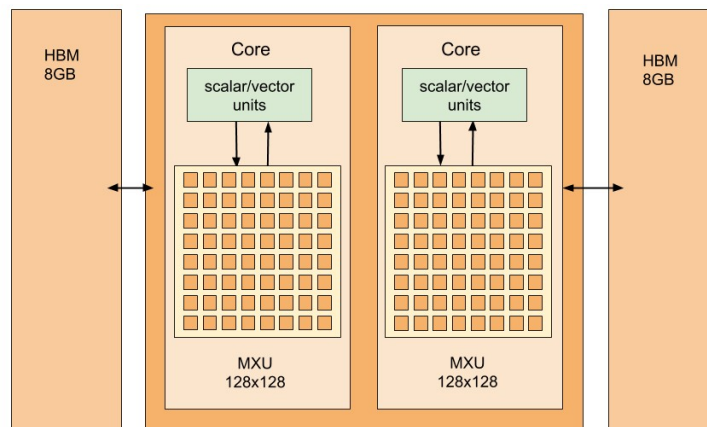 HBM
8GB
Core
scalar/vector
units
MXU
128x128
Core
scalar/vector
units
MXU
128x128
HBM
8GB